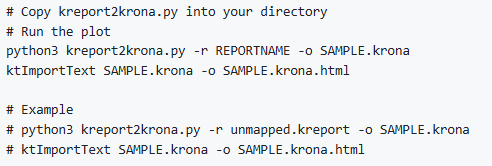 # Copy kreport2krona.py into your directory
# Run the plot
python3 kreport2krona.py -r REPORTNAME -o SAMPLE.krona
ktImportText SAMPLE.krona -o SAMPLE.krona.html

# Example
# python3 kreport2krona.py -r unmapped.kreport -o SAMPLE.krona
# ktImportText SAMPLE.krona -o SAMPLE.krona.html